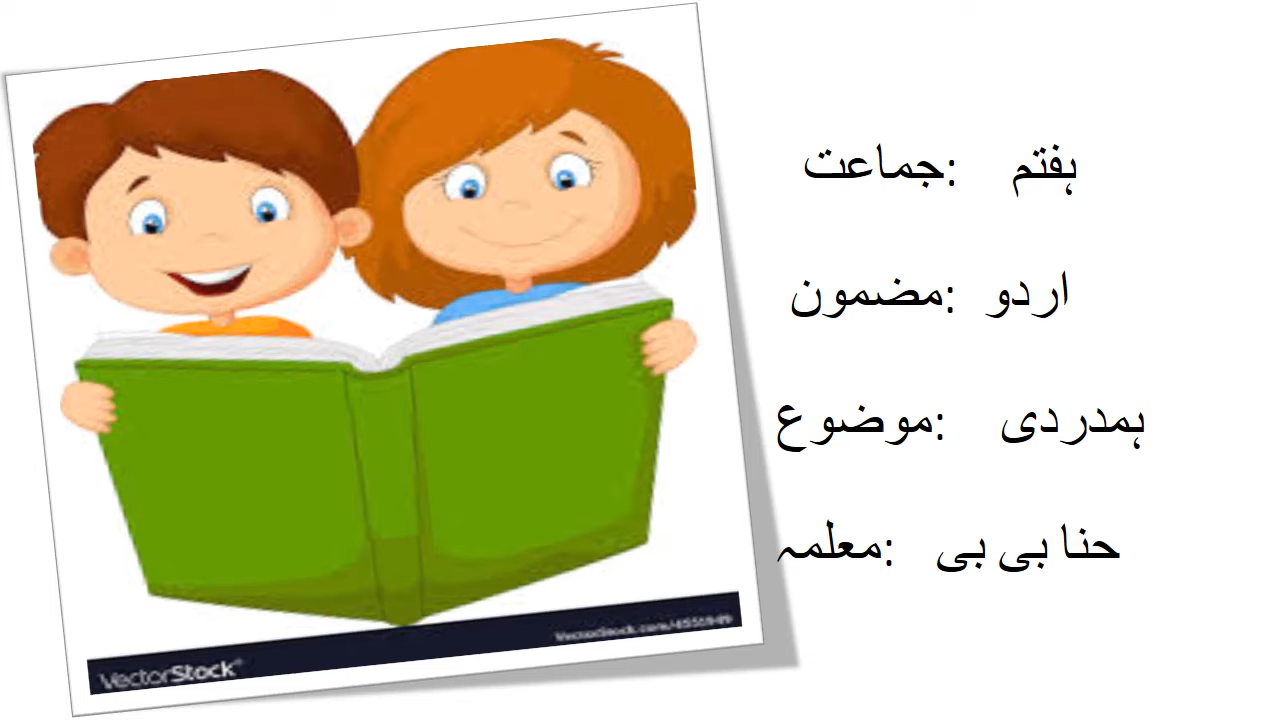 جماعت: ہفتم
مضمون: اردو
موضوع: ہمدردی
معلمہ: حنا بی بی
VectorStock®